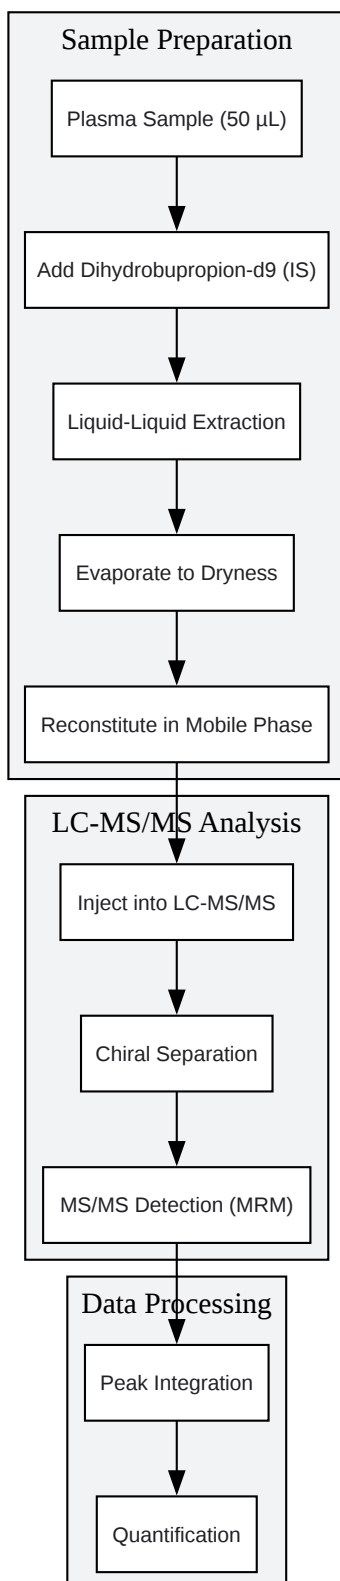 Sample Preparation
Plasma Sample (50 µL)
Add Dihydrobupropion-d9 (IS)
Liquid-Liquid Extraction
Evaporate to Dryness
Reconstitute in Mobile Phase
LC-MS/MS Analysis
Inject into LC-MS/MS
Chiral Separation
MS/MS Detection (MRM)
Data Processing
Peak Integration
Quantification